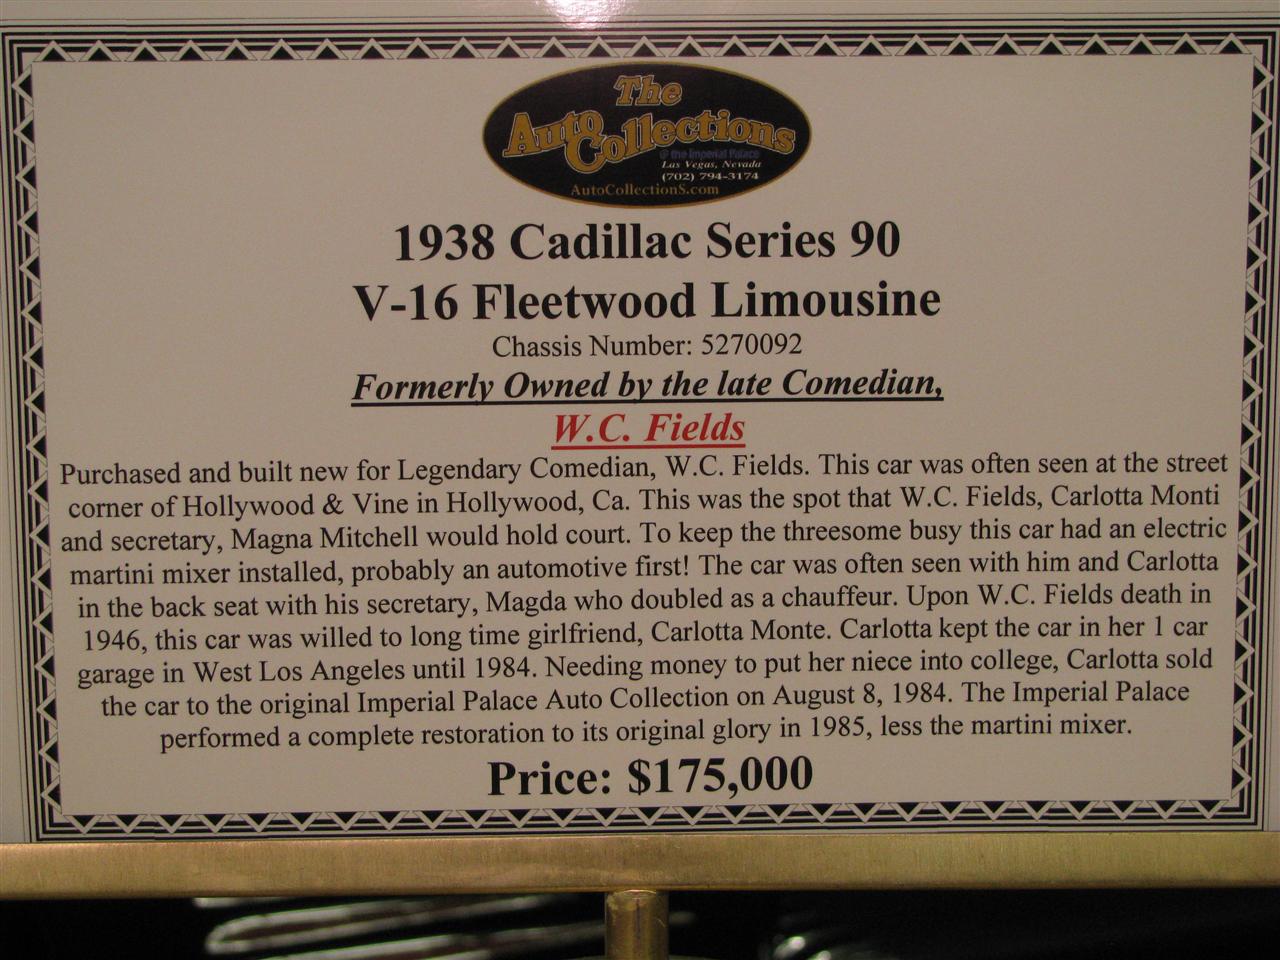 The
Auto Collections
@ the Imperial Palace
Las Vegas, Nevada
(702) 794-3174
AutoCollectionS.com
1938 Cadillac Series 90
V-16 Fleetwood Limousine
Chassis Number: 5270092
Formerly Owned by the late Comedian,
W.C. Fields
Purchased and built new for Legendary Comedian, W.C. Fields. This car was often seen at the street
corner of Hollywood & Vine in Hollywood, Ca. This was the spot that W.C. Fields, Carlotta Monti
and secretary, Magna Mitchell would hold court. To keep the threesome busy this car had an electric
martini mixer installed, probably an automotive first! The car was often seen with him and Carlotta
in the back seat with his secretary, Magda who doubled as a chauffeur. Upon W.C. Fields death in
1946, this car was willed to long time girlfriend, Carlotta Monte. Carlotta kept the car in her 1 car
garage in West Los Angeles until 1984. Needing money to put her niece into college, Carlotta sold
the car to the original Imperial Palace Auto Collection on August 8, 1984. The Imperial Palace
performed a complete restoration to its original glory in 1985, less the martini mixer.
Price: $175,000